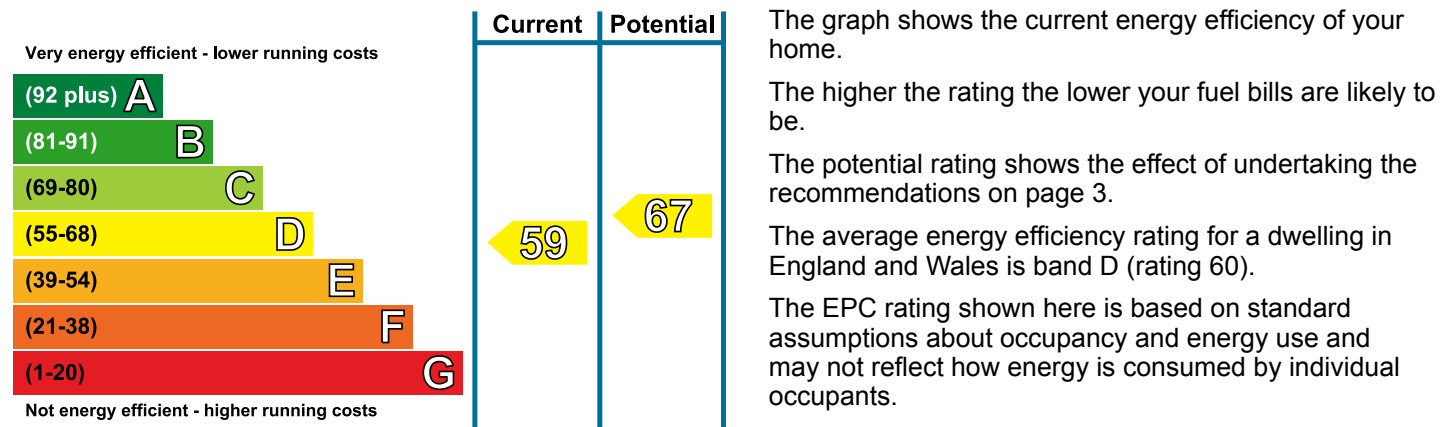 Current Potential
Very energy efficient - lower running costs
(92 plus) A
(81-91) B
(69-80) C
(55-68) D
(39-54) E
(21-38) F
(1-20) G
Not energy efficient - higher running costs
59
67
The graph shows the current energy efficiency of your
home.
The higher the rating the lower your fuel bills are likely to
be.
The potential rating shows the effect of undertaking the
recommendations on page 3.
The average energy efficiency rating for a dwelling in
England and Wales is band D (rating 60).
The EPC rating shown here is based on standard
assumptions about occupancy and energy use and
may not reflect how energy is consumed by individual
occupants.